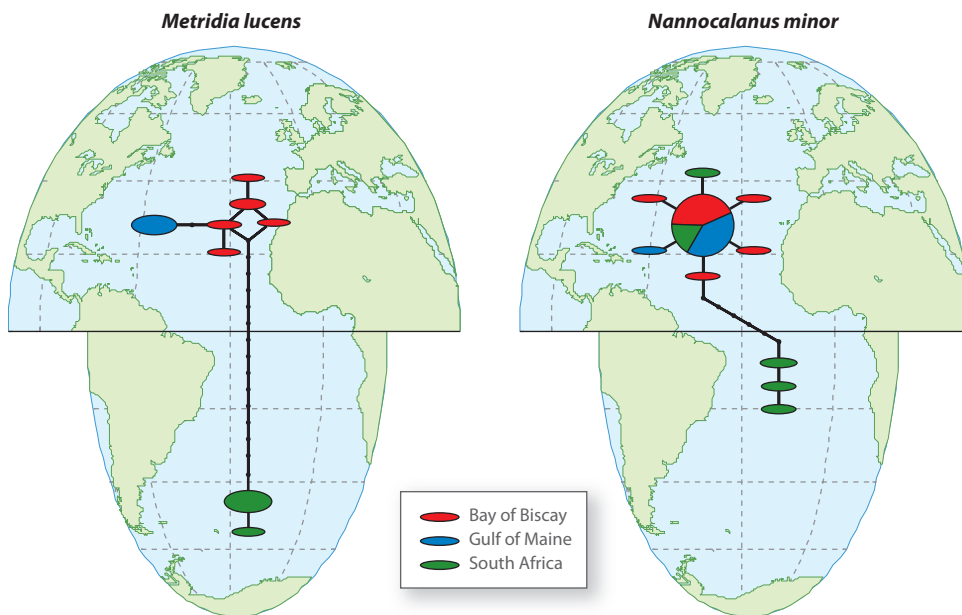 Metridia lucens
Nannocalanus minor
Bay of Biscay
Gulf of Maine
South Africa